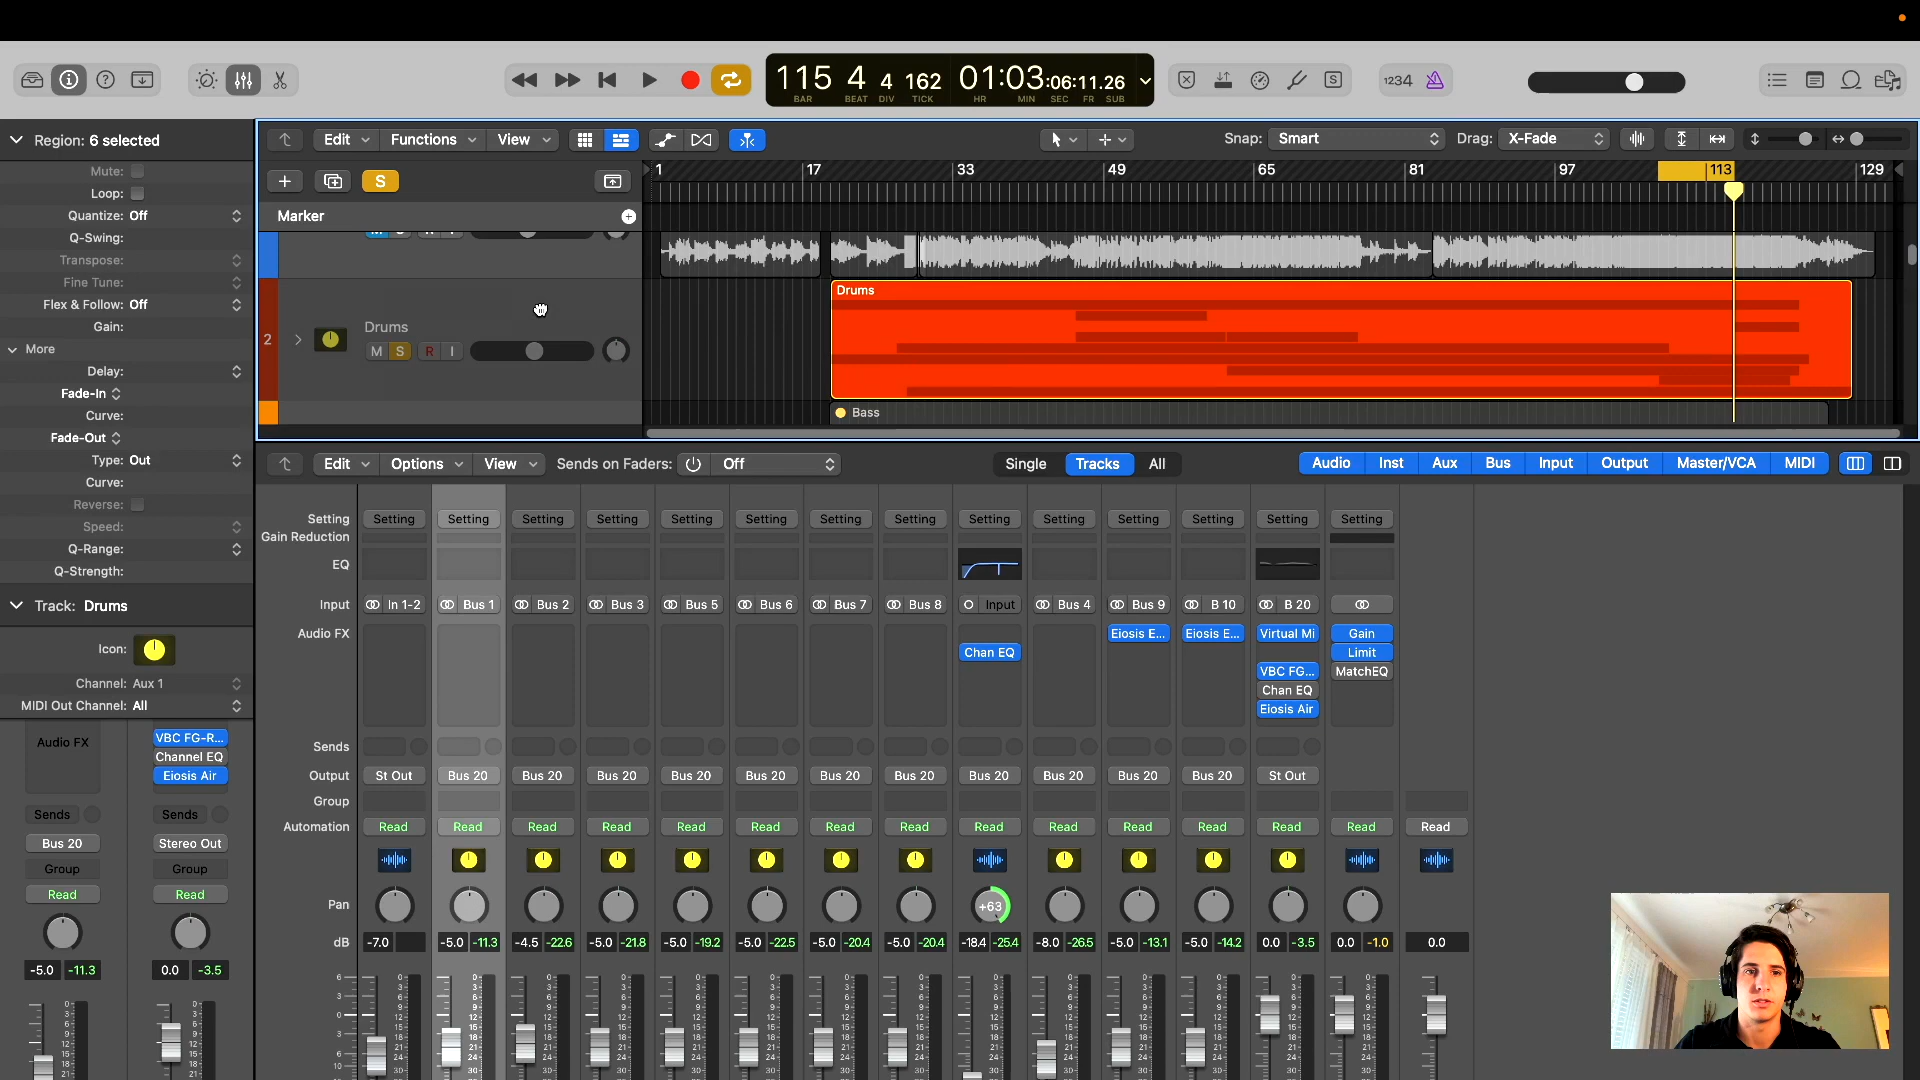 115 4 4 162 01:03:06:11.26
BAR BEAT DIV TICK HR MIN SEC FR SUB
1234
Region: 6 selected
Mute:
Loop:
Quantize: Off
Q-Swing:
Transpose:
Fine Tune:
Flex & Follow: Off
Gain:
More
Delay:
Fade-In
Curve:
Fade-Out
Type: Out
Curve:
Reverse:
Speed:
Q-Range:
Q-Strength:
Track: Drums
Icon:
Channel: Aux 1
MIDI Out Channel: All
Audio FX VBC FG-R...
Channel EQ
Eiosis Air
Sends Sends
Bus 20 Stereo Out
Group Group
Read Read
-5.0 -11.3 0.0 -3.5
Edit Functions View Snap: Smart Drag: X-Fade
S
1 17 33 49 65 81 97 113 129
Marker
Drums
2 Drums
M S R I
Bass
Edit Options View Sends on Faders: Off Single Tracks All Audio Inst Aux Bus Input Output Master/VCA MIDI
Setting Setting Setting Setting Setting Setting Setting Setting Setting Setting Setting Setting Setting Setting Setting
Gain Reduction
EQ
Input In 1-2 Bus 1 Bus 2 Bus 3 Bus 5 Bus 6 Bus 7 Bus 8 Input Bus 4 Bus 9 B 10 B 20
Audio FX Eiosis E... Eiosis E... Virtual Mi Gain
Chan EQ Limit
VBC FG... MatchEQ
Chan EQ
Eiosis Air
Sends
Output St Out Bus 20 Bus 20 Bus 20 Bus 20 Bus 20 Bus 20 Bus 20 Bus 20 Bus 20 Bus 20 Bus 20 St Out
Group
Automation Read Read Read Read Read Read Read Read Read Read Read Read Read Read Read
Pan +63
dB -7.0 -5.0 -11.3 -4.5 -22.6 -5.0 -21.8 -5.0 -19.2 -5.0 -22.5 -5.0 -20.4 -5.0 -20.4 -18.4 -25.4 -8.0 -26.5 -5.0 -13.1 -5.0 -14.2 0.0 -3.5 0.0 -1.0 0.0